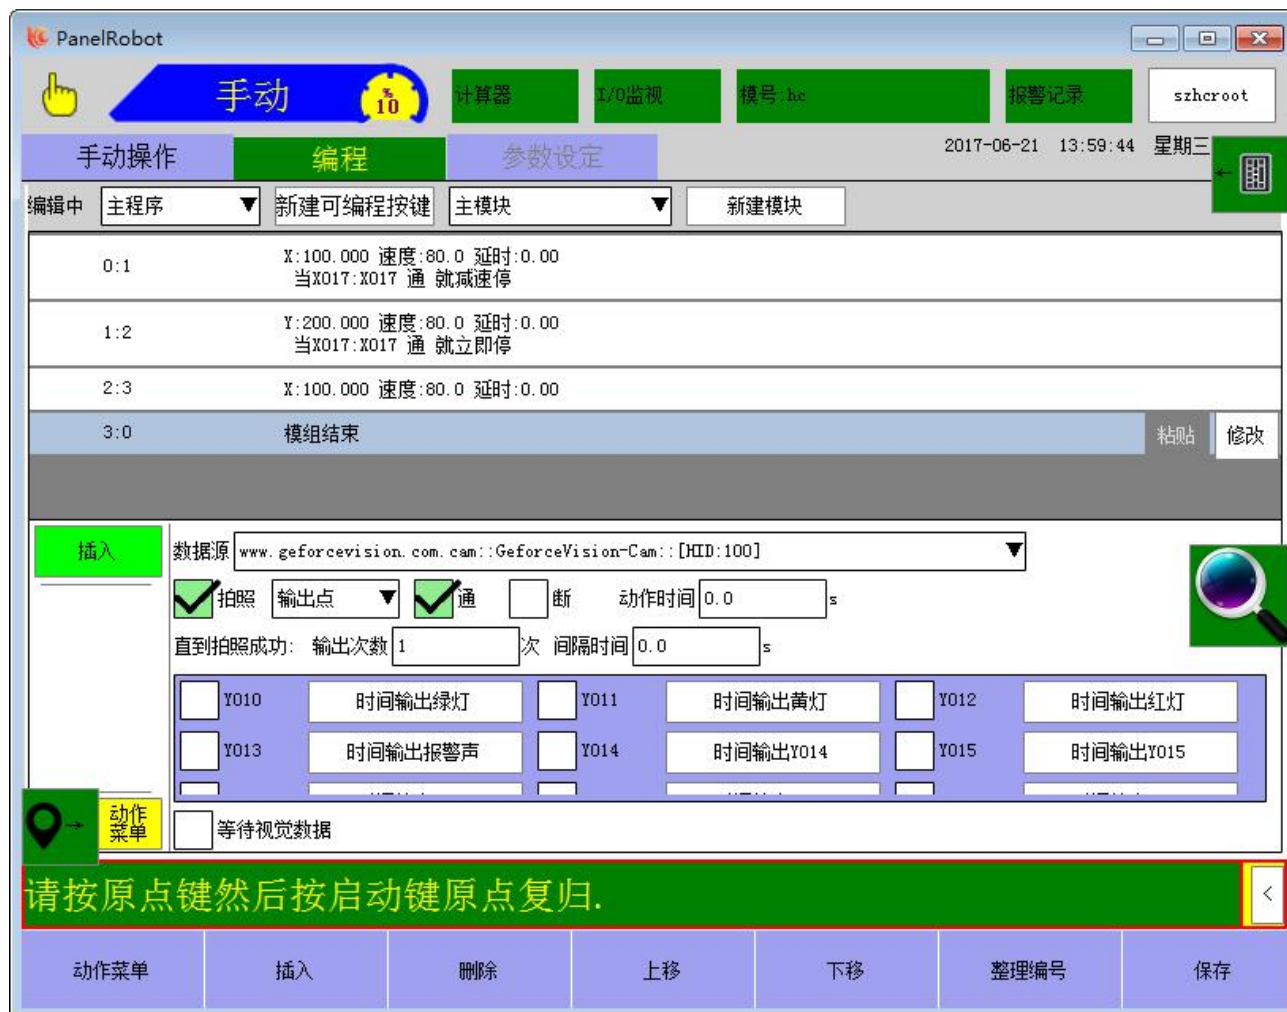 PanelRobot
手动 % 10 计算器 I/O监视 模号:hc 报警记录 szhcroot
手动操作 编程 参数设定 2017-06-21 13:59:44 星期三
编辑中 主程序 新建可编程按键 主模块 新建模块
0:1 X:100.000 速度:80.0 延时:0.00
当X017:X017 通 就减速停
1:2 Y:200.000 速度:80.0 延时:0.00
当X017:X017 通 就立即停
2:3 X:100.000 速度:80.0 延时:0.00
3:0 模组结束 粘贴 修改
插入 数据源 www.geforcevision.com.cam::GeforceVision-Cam::[HID:100]
拍照 输出点 通 断 动作时间 0.0 s
直到拍照成功: 输出次数 1 次 间隔时间 0.0 s
Y010 时间输出绿灯 Y011 时间输出黄灯 Y012 时间输出红灯
Y013 时间输出报警声 Y014 时间输出Y014 Y015 时间输出Y015
动作
菜单
等待视觉数据
请按原点键然后按启动键原点复归.
<
动作菜单 插入 删除 上移 下移 整理编号 保存